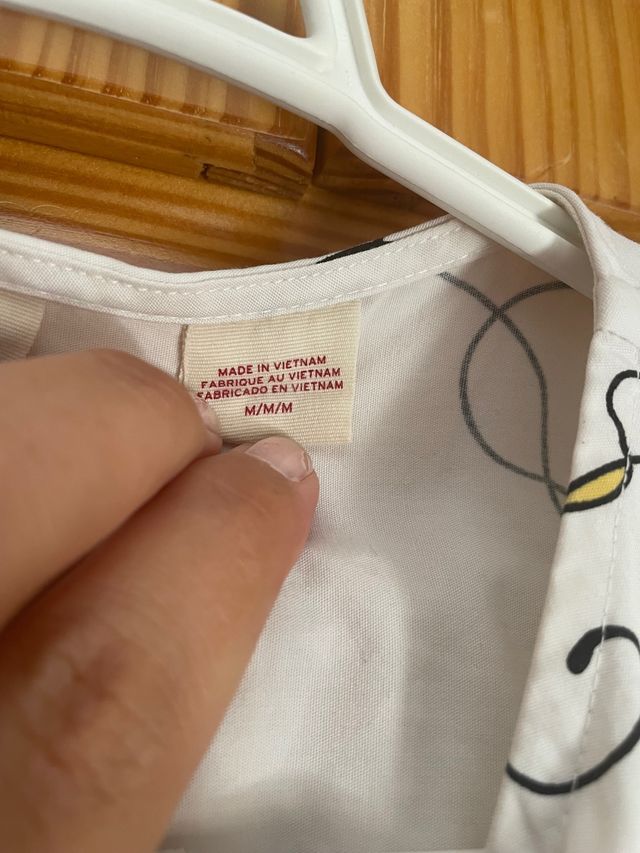 MADE IN VIETNAM
FABRIQUE AU VIETNAM
FABRICADO EN VIETNAM
M/M/M